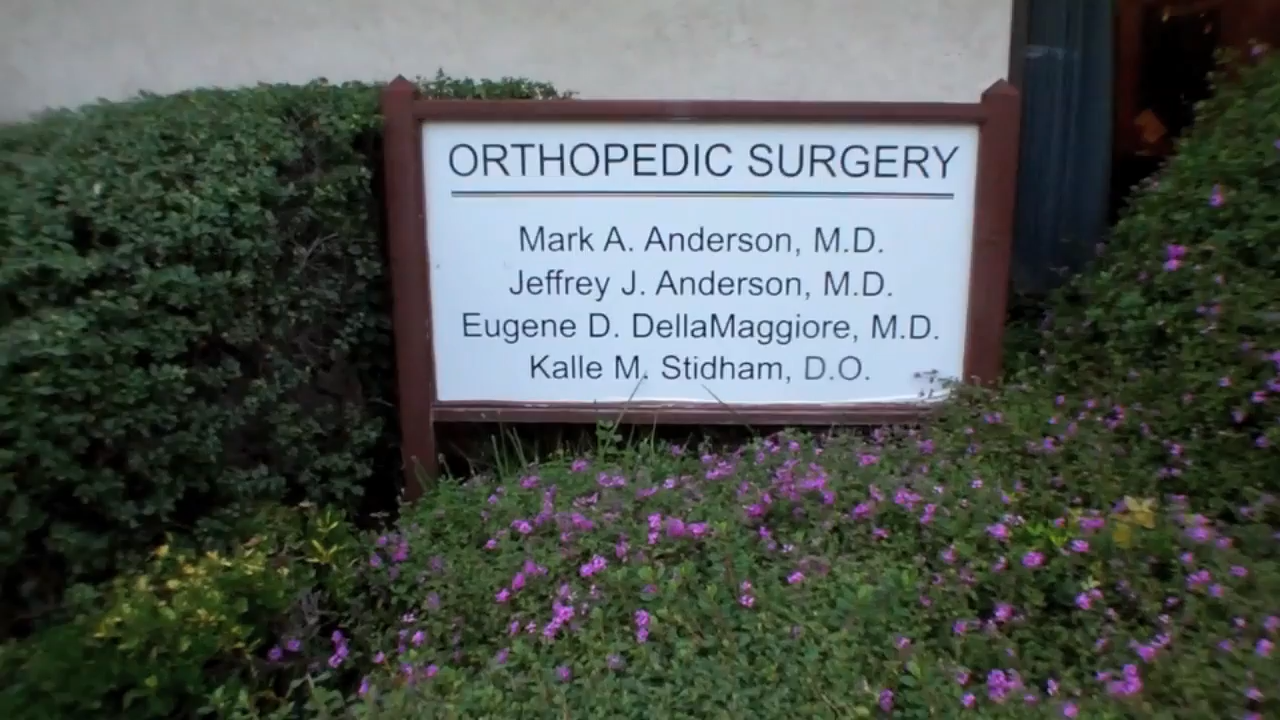 ORTHOPEDIC SURGERY
Mark A. Anderson, M.D.
Jeffrey J. Anderson, M.D.
Eugene D. DellaMaggiore, M.D.
Kalle M. Stidham, D.O.